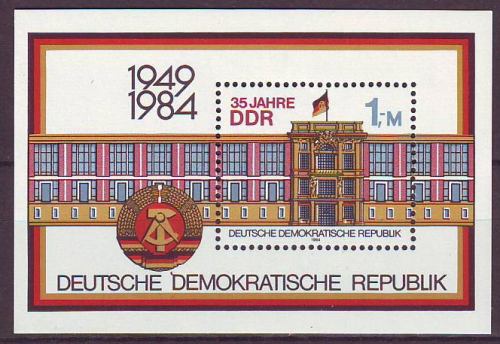 1949
1984
35 JAHRE
DDR
1,-M
DEUTSCHE DEMOKRATISCHE REPUBLIK
1984
DEUTSCHE DEMOKRATISCHE REPUBLIK